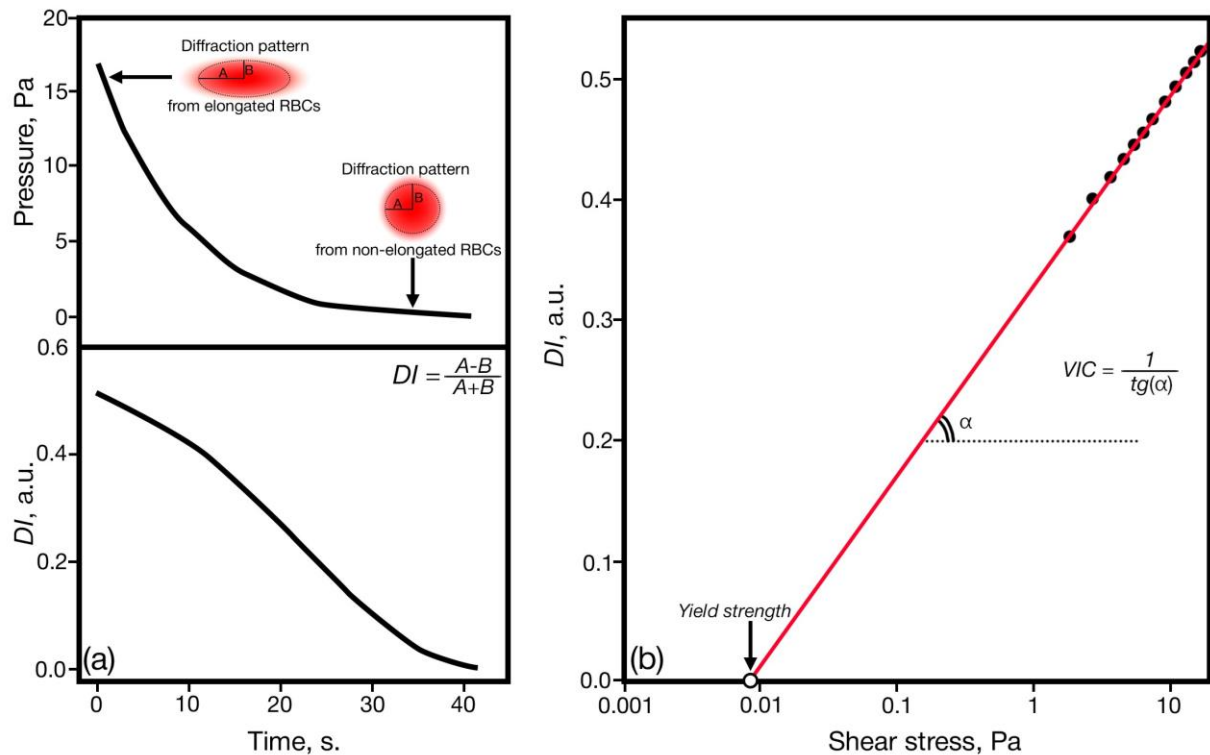 20
15
10
5
0
Pressure, Pa
Diffraction pattern
A
B
from elongated RBCs
Diffraction pattern
A
B
from non-elongated RBCs
0.6
0.4
0.2
0.0
DI, a.u.
DI = A-B
A+B
(a)
0
10
20
30
40
Time, s.
0.5
0.4
0.3
0.2
0.1
0.0
DI, a.u.
α
VIC = 1
tg(α)
Yield strength
(b)
0.001
0.01
0.1
1
10
Shear stress, Pa